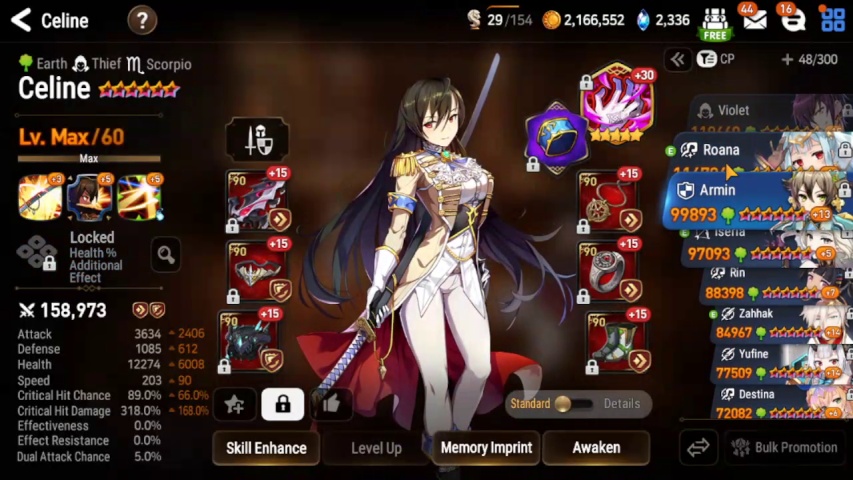 Celine
?
29/154
2,166,552
2,336
FREE
44
16
Earth Thief Scorpio
Celine
CP
+ 48/300
Lv. Max/60
Max
+3
+5
+5
Locked
Health %
Additional
Effect
158,973
Attack 3634 2406
Defense 1085 612
Health 12274 6008
Speed 203 90
Critical Hit Chance 89.0% 66.0%
Critical Hit Damage 318.0% 168.0%
Effectiveness 0.0%
Effect Resistance 0.0%
Dual Attack Chance 5.0%
90 +15
90 +15
90 +15
+30
90 +15
90 +15
90 +15
Standard Details
Skill Enhance
Level Up
Memory Imprint
Awaken
Violet
Roana
Armin
99893 +13
97093 +5
Rin
88398 +7
Zahhak
84967
Yufine
77509
Destina
72082 +6
Bulk Promotion